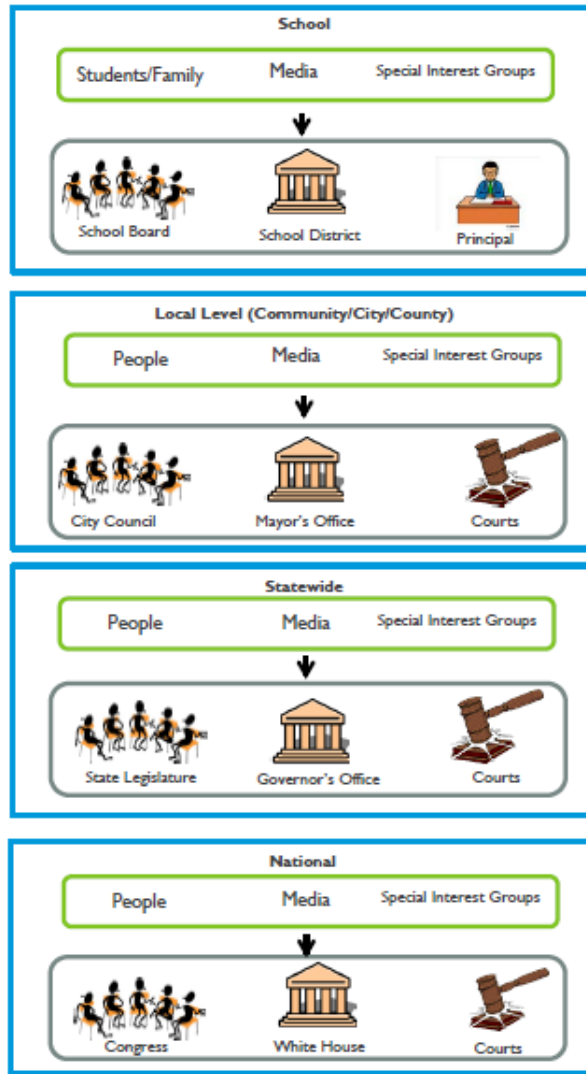 School
Students/Family Media Special Interest Groups
School Board School District Principal
Local Level (Community/City/County)
People Media Special Interest Groups
City Council Mayor's Office Courts
Statewide
People Media Special Interest Groups
State Legislature Governor's Office Courts
National
People Media Special Interest Groups
Congress White House Courts